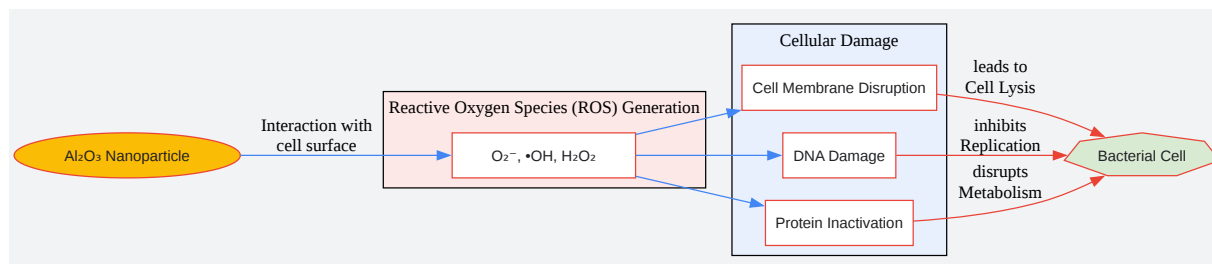 Al₂O₃ Nanoparticle
Interaction with
cell surface
Reactive Oxygen Species (ROS) Generation
O₂⁻, •OH, H₂O₂
Cellular Damage
Cell Membrane Disruption
DNA Damage
Protein Inactivation
leads to
Cell Lysis
inhibits
Replication
disrupts
Metabolism
Bacterial Cell